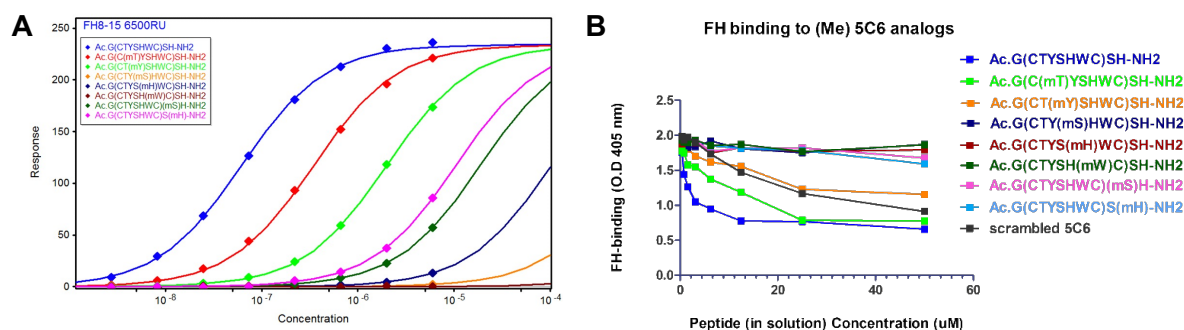 A
FH8-15 6500RU
Ac.G(CTYSHWC)SH-NH2
Ac.G(C(mT)YSHWC)SH-NH2
Ac.G(CT(mY)SHWC)SH-NH2
Ac.G(CTY(mS)HWC)SH-NH2
Ac.G(CTYS(mH)WC)SH-NH2
Ac.G(CTYSH(mW)C)SH-NH2
Ac.G(CTYSHWC)(mS)H-NH2
Ac.G(CTYSHWC)S(mH)-NH2
250
200
150
100
50
0
Response
10-8 10-7 10-6 10-5 10-4
Concentration
B
FH binding to (Me) 5C6 analogs
Ac.G(CTYSHWC)SH-NH2
Ac.G(C(mT)YSHWC)SH-NH2
Ac.G(CT(mY)SHWC)SH-NH2
Ac.G(CTY(mS)HWC)SH-NH2
Ac.G(CTYS(mH)WC)SH-NH2
Ac.G(CTYSH(mW)C)SH-NH2
Ac.G(CTYSHWC)(mS)H-NH2
Ac.G(CTYSHWC)S(mH)-NH2
scrambled 5C6
2.5
2.0
1.5
1.0
0.5
0.0
FH-binding (O.D 405 nm)
0 20 40 60
Peptide (in solution) Concentration (uM)